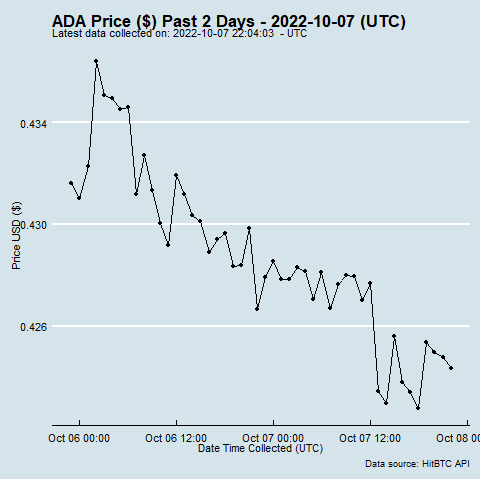 ADA Price ($) Past 2 Days - 2022-10-07 (UTC)
Latest data collected on: 2022-10-07 22:04:03  - UTC
0.434
0.430
0.426
Price USD ($)
Oct 06 00:00 Oct 06 12:00 Oct 07 00:00 Oct 07 12:00 Oct 08 00
Date Time Collected (UTC)
Data source: HitBTC API